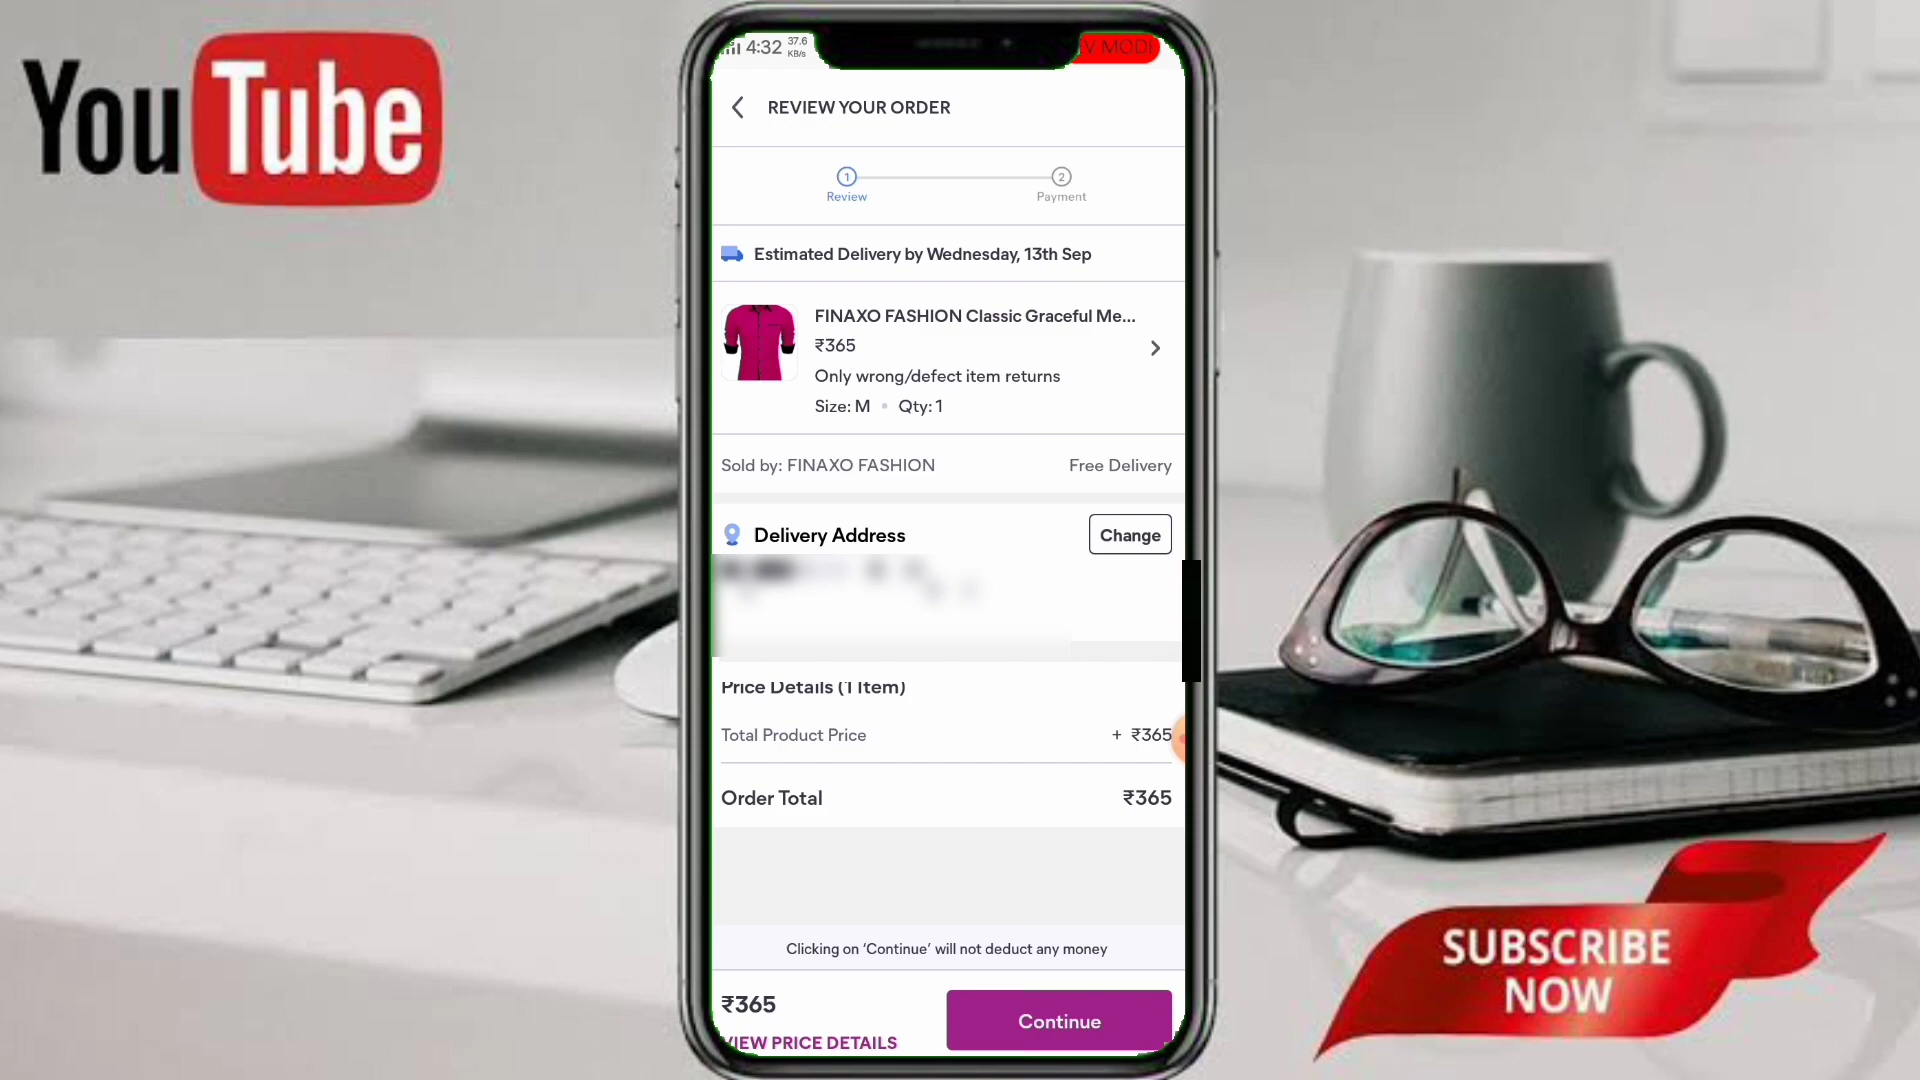 YouTube
4:32 37.6
KB/s
V MOD
REVIEW YOUR ORDER
1
2
Review
Payment
Estimated Delivery by Wednesday, 13th Sep
FINAXO FASHION Classic Graceful Me...
₹365
Only wrong/defect item returns
Size: M • Qty: 1
Sold by: FINAXO FASHION
Free Delivery
Delivery Address
Change
Price Details (1 Item)
Total Product Price
+ ₹365
Order Total
₹365
Clicking on ‘Continue’ will not deduct any money
₹365
VIEW PRICE DETAILS
Continue
SUBSCRIBE
NOW